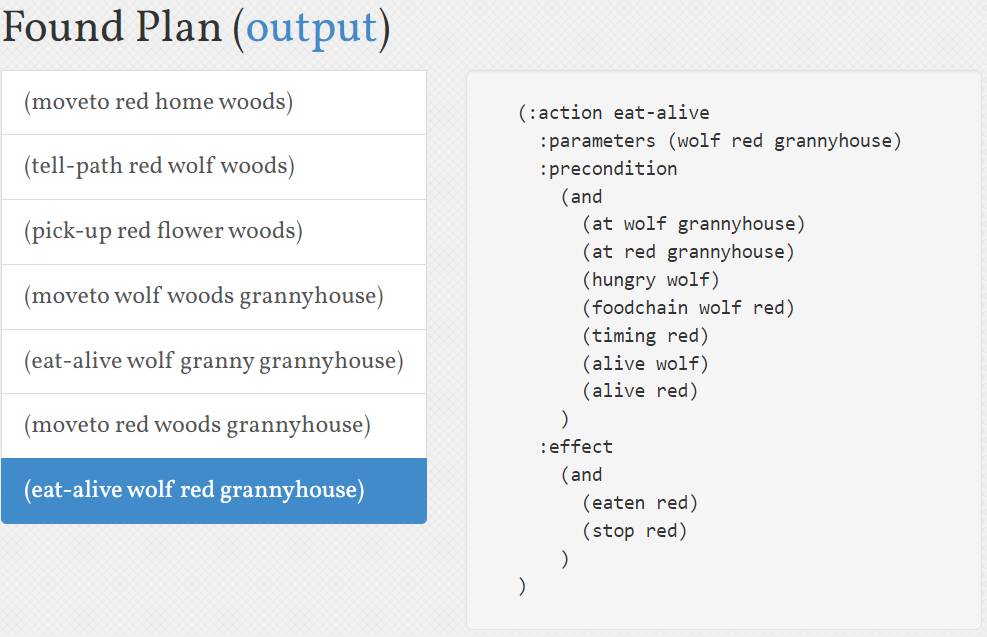 Found Plan (output)
(moveto red home woods)
(tell-path red wolf woods)
(pick-up red flower woods)
(moveto wolf woods grannyhouse)
(eat-alive wolf granny grannyhouse)
(moveto red woods grannyhouse)
(eat-alive wolf red grannyhouse)
(:action eat-alive
  :parameters (wolf red grannyhouse)
  :precondition
    (and
      (at wolf grannyhouse)
      (at red grannyhouse)
      (hungry wolf)
      (foodchain wolf red)
      (timing red)
      (alive wolf)
      (alive red)
    )
  :effect
    (and
      (eaten red)
      (stop red)
    )
)